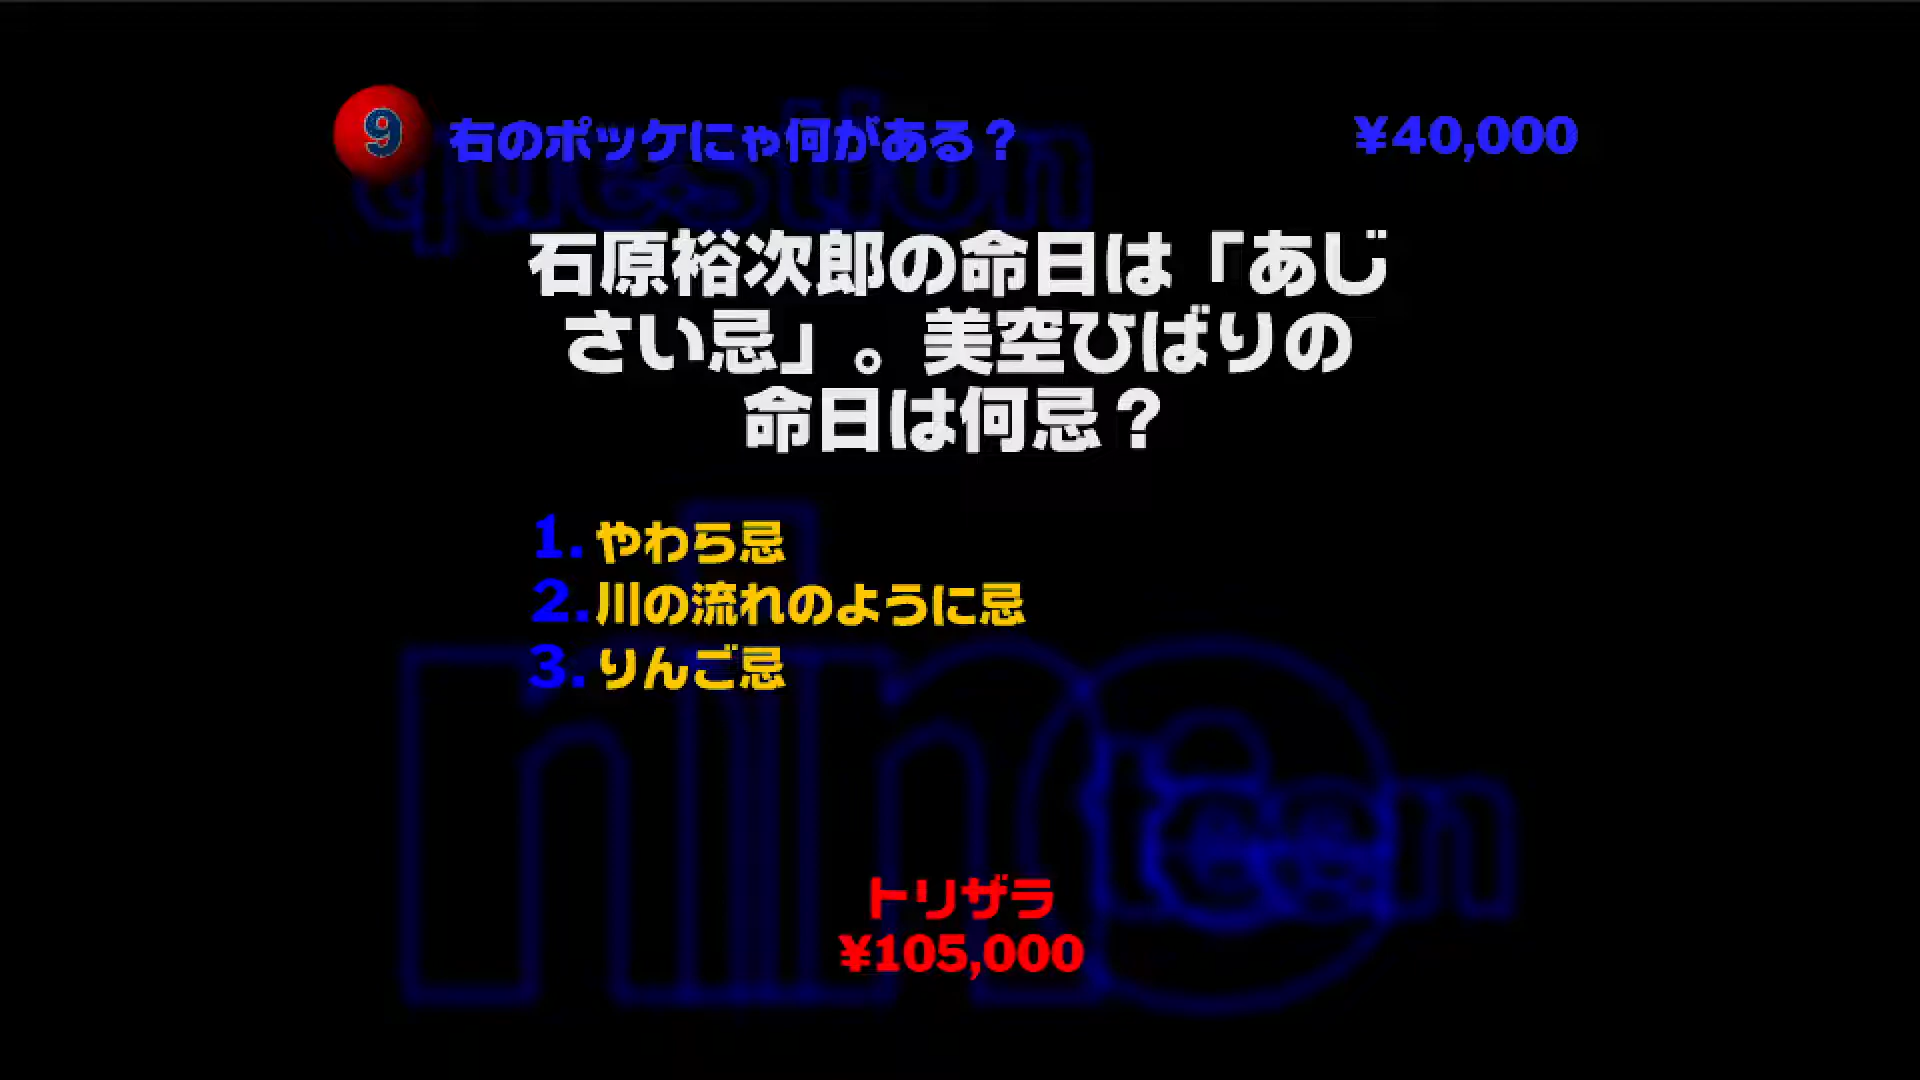 question
9 右のポッケにゃ何がある？ ¥40,000
石原裕次郎の命日は「あじ
さい忌」。美空ひばりの
命日は何忌？
1. やわら忌
2. 川の流れのように忌
3. りんご忌
nineteen
トリザラ
¥105,000